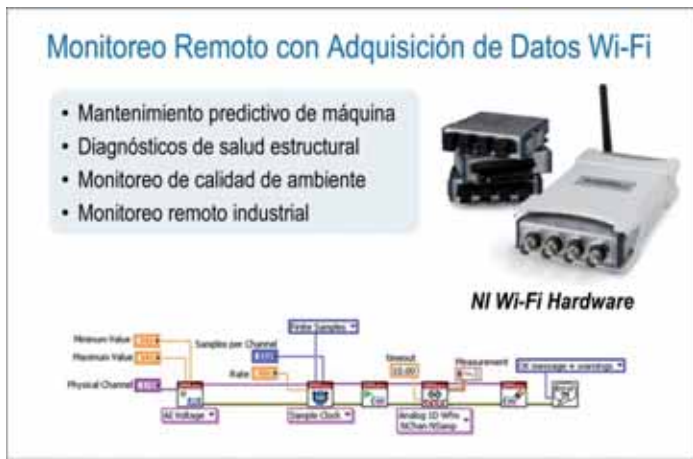 Monitoreo Remoto con Adquisición de Datos Wi-Fi
• Mantenimiento predictivo de máquina
• Diagnósticos de salud estructural
• Monitoreo de calidad de ambiente
• Monitoreo remoto industrial
NI Wi-Fi Hardware
Finite Samples
Minimum Value
Samples per Channel
Maximum Value
timeout
Measurement
Rate
10.00
OK message + warnings
Physical Channel
AI Voltage
Sample Clock
Analog 1D Wfm
NChan NSamp